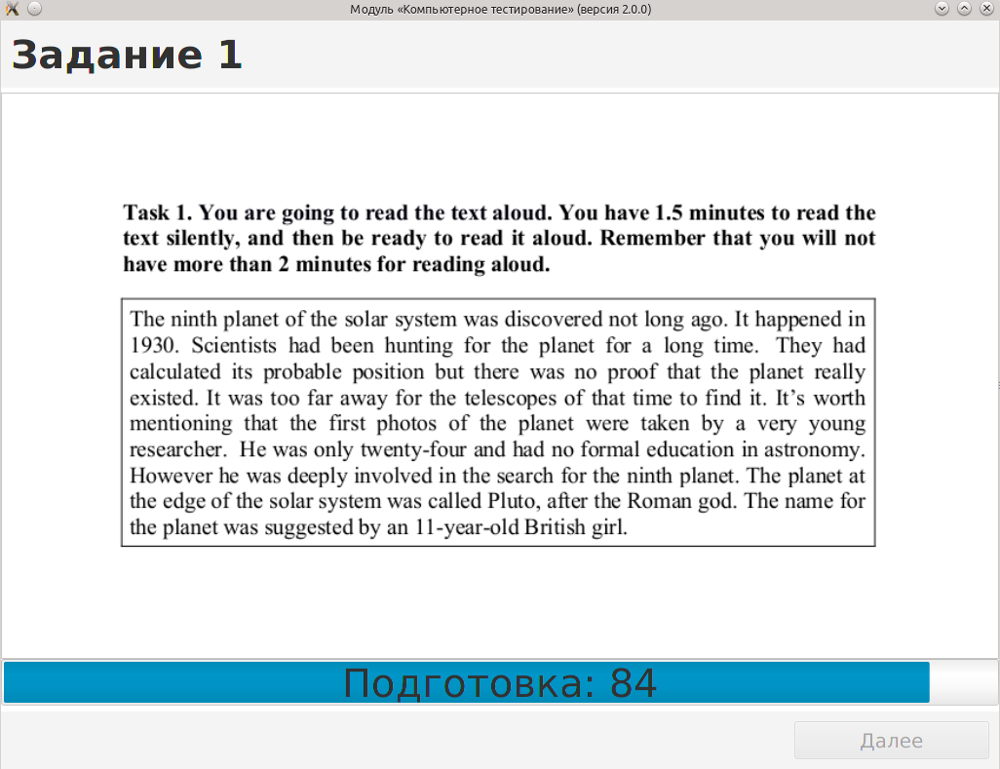 Модуль «Компьютерное тестирование» (версия 2.0.0)
Задание 1
Task 1. You are going to read the text aloud. You have 1.5 minutes to read the
text silently, and then be ready to read it aloud. Remember that you will not
have more than 2 minutes for reading aloud.
The ninth planet of the solar system was discovered not long ago. It happened in
1930. Scientists had been hunting for the planet for a long time. They had
calculated its probable position but there was no proof that the planet really
existed. It was too far away for the telescopes of that time to find it. It’s worth
mentioning that the first photos of the planet were taken by a very young
researcher. He was only twenty-four and had no formal education in astronomy.
However he was deeply involved in the search for the ninth planet. The planet at
the edge of the solar system was called Pluto, after the Roman god. The name for
the planet was suggested by an 11-year-old British girl.
Подготовка: 84
Далее